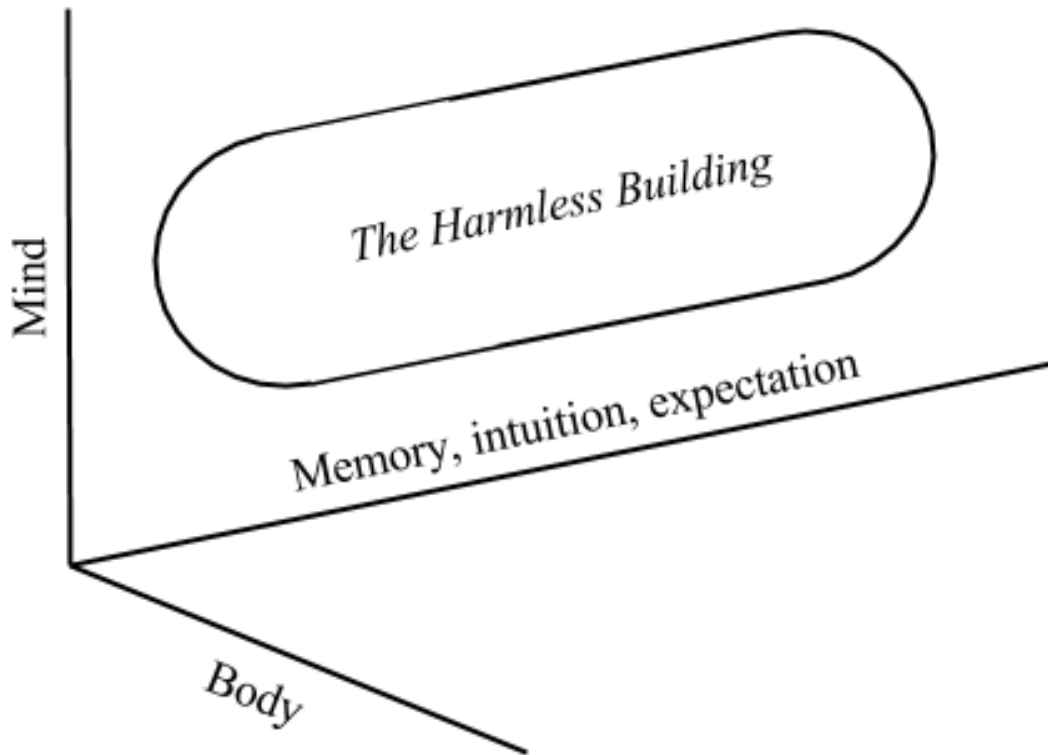 The Harmless Building
Mind
Memory, intuition, expectation
Body